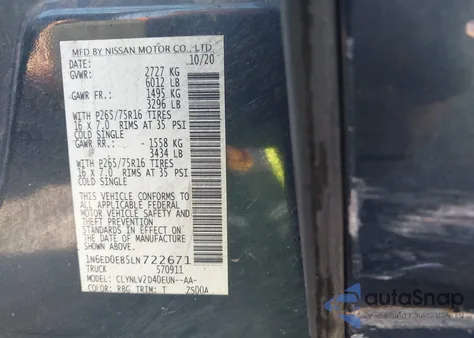 MFD BY NISSAN MOTOR CO., LTD.
DATE: 10/20
GVWR: 2727 KG
6012 LB
GAWR FR: 1495 KG
3296 LB
WITH P265/75R16 TIRES
16 X 7.0 RIMS AT 35 PSI
COLD SINGLE
GAWR RR: 1558 KG
3434 LB
WITH P265/75R16 TIRES
16 X 7.0 RIMS AT 35 PSI
COLD SINGLE
THIS VEHICLE CONFORMS TO
ALL APPLICABLE FEDERAL
MOTOR VEHICLE SAFETY AND
THEFT PREVENTION
STANDARDS IN EFFECT ON
THE DATE OF MANUFACTURE
SHOWN ABOVE.
1N6ED0EB5LN722671
TRUCK 570911
MODEL: CLYNLV2D40EUN--AA-
COLOR: RBG TRIM: T 2S00A
autoSnap